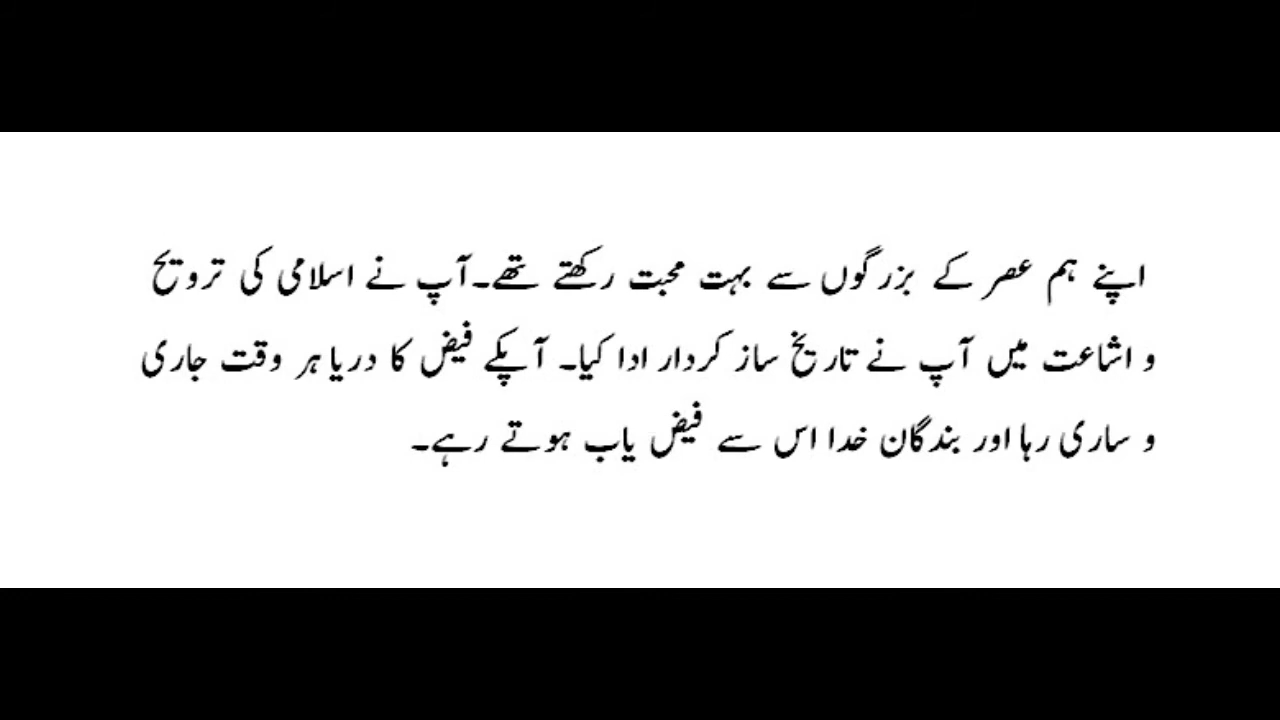 اپنے ہم عصر کے بزرگوں سے بہت محبت رکھتے تھے۔آپ نے اسلامی کی ترویح
و اشاعت میں آپ نے تاریخ ساز کردار ادا کیا۔ آپکے فیض کا دریا ہر وقت جاری
و ساری رہا اور بندگان خدا اس سے فیض یاب ہوتے رہے۔